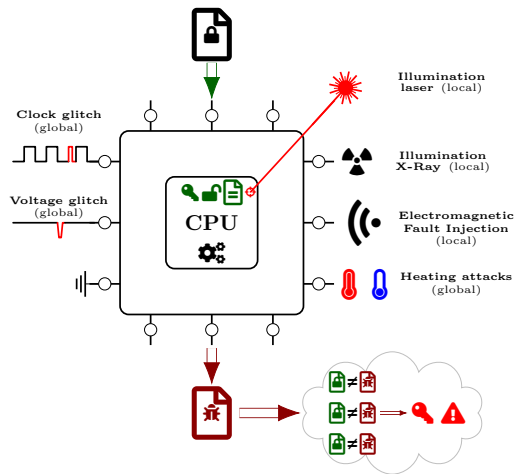 Illumination
laser (local)
Clock glitch
(global)
Illumination
X-Ray (local)
Voltage glitch
(global)
CPU
Electromagnetic
Fault Injection
(local)
Heating attacks
(global)
≠
≠
≠